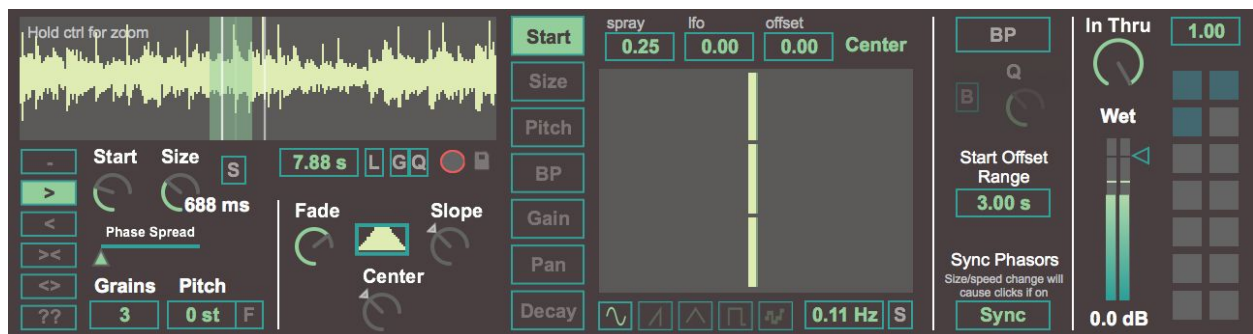 Hold ctrl for zoom
-
>
<
><
<>
??
Start
Size
S
688 ms
Phase Spread
Grains
Pitch
3
0 st
F
7.88 s
L
G
Q
Fade
Slope
Center
Start
Size
Pitch
BP
Gain
Pan
Decay
spray
lfo
offset
0.25
0.00
0.00
Center
0.11 Hz
S
BP
Q
B
Start Offset
Range
3.00 s
Sync Phasors
Size/speed change will
cause clicks if on
Sync
In Thru
Wet
0.0 dB
1.00